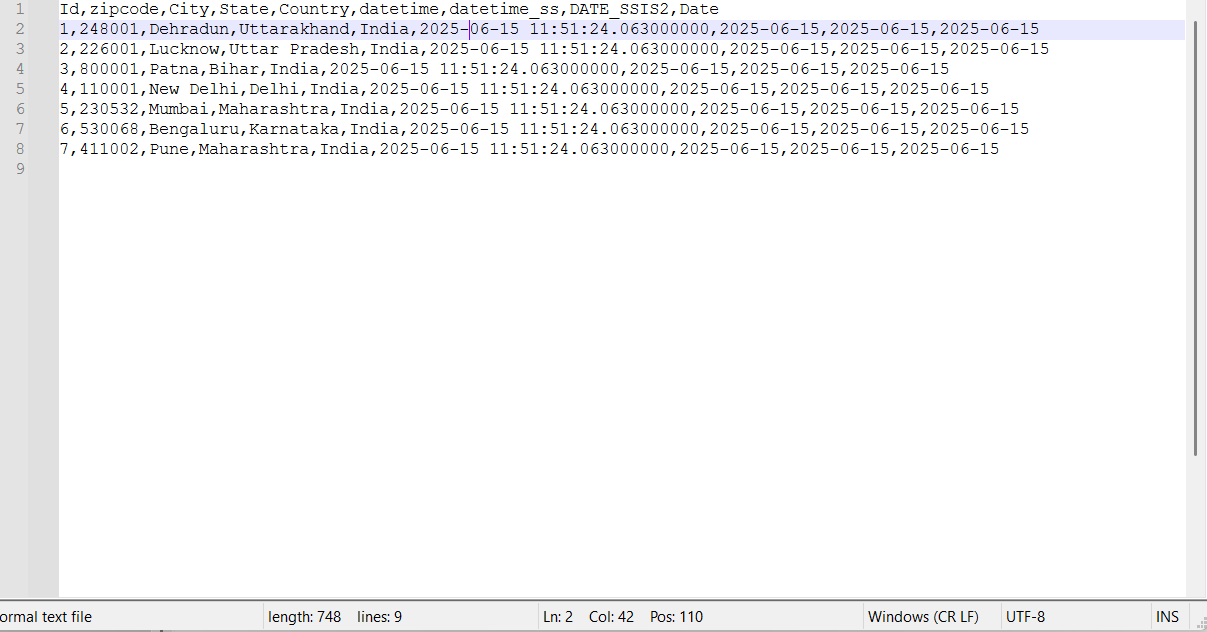 1 Id,zipcode,City,State,Country,datetime,datetime_ss,DATE_SSIS2,Date
2 1,248001,Dehradun,Uttarakhand,India,2025-06-15 11:51:24.063000000,2025-06-15,2025-06-15,2025-06-15
3 2,226001,Lucknow,Uttar Pradesh,India,2025-06-15 11:51:24.063000000,2025-06-15,2025-06-15,2025-06-15
4 3,800001,Patna,Bihar,India,2025-06-15 11:51:24.063000000,2025-06-15,2025-06-15,2025-06-15
5 4,110001,New Delhi,Delhi,India,2025-06-15 11:51:24.063000000,2025-06-15,2025-06-15,2025-06-15
6 5,230532,Mumbai,Maharashtra,India,2025-06-15 11:51:24.063000000,2025-06-15,2025-06-15,2025-06-15
7 6,530068,Bengaluru,Karnataka,India,2025-06-15 11:51:24.063000000,2025-06-15,2025-06-15,2025-06-15
8 7,411002,Pune,Maharashtra,India,2025-06-15 11:51:24.063000000,2025-06-15,2025-06-15,2025-06-15
9
ormal text file length: 748 lines: 9 Ln: 2 Col: 42 Pos: 110 Windows (CR LF) UTF-8 INS